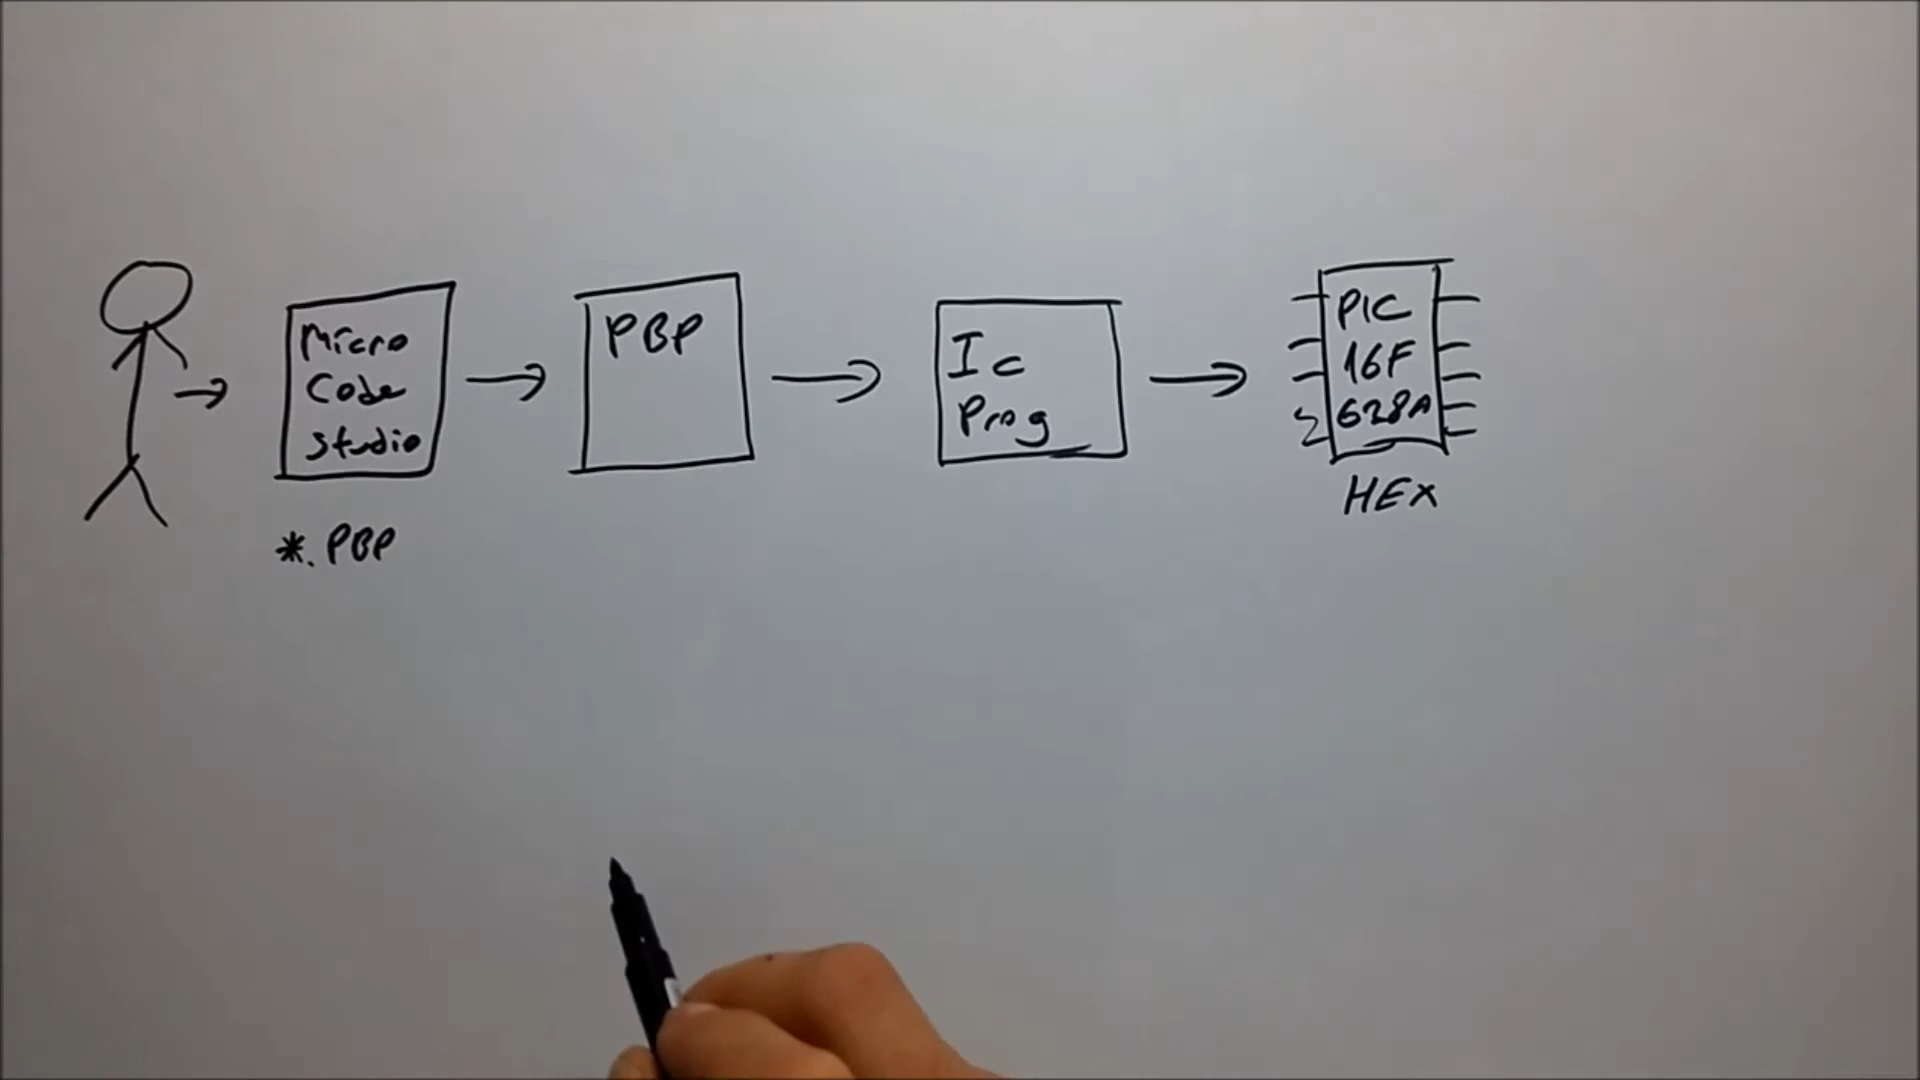 Micro
Code
Studio
*.PBP
PBP
Ic
Prog
PIC
16F
628A
HEX